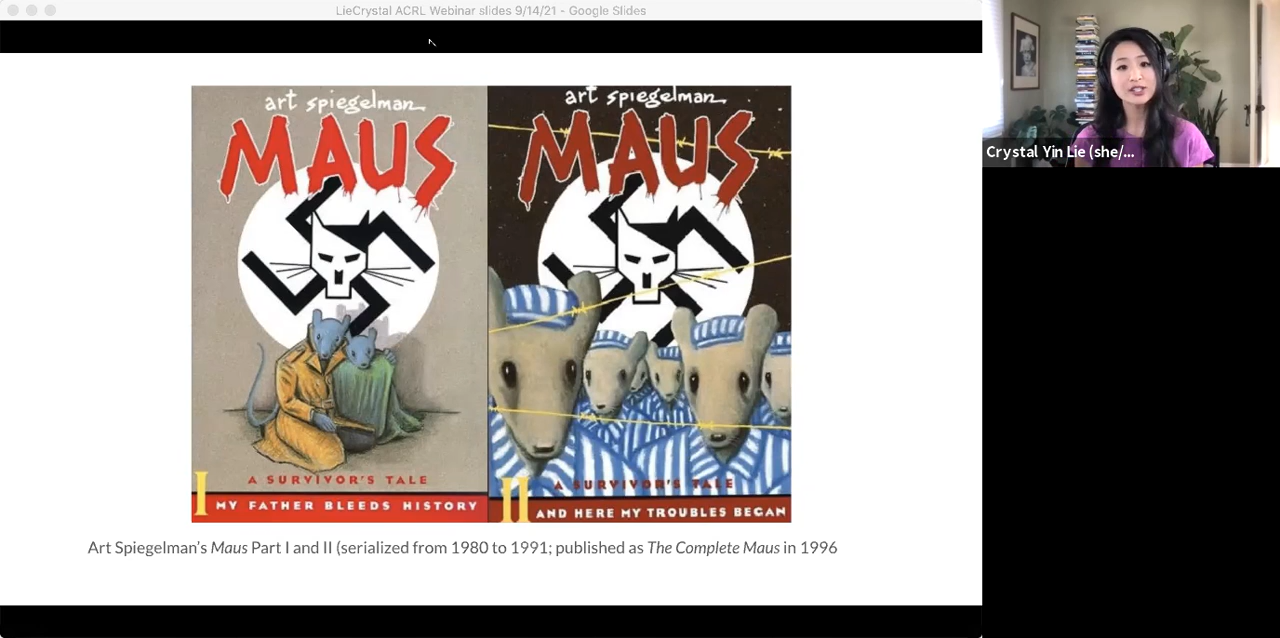 LieCrystal ACRL Webinar slides 9/14/21 - Google Slides
art spiegelman
MAUS
A SURVIVOR'S TALE
I
MY FATHER BLEEDS HISTORY
art spiegelman
MAUS
A SURVIVOR'S TALE
II
AND HERE MY TROUBLES BEGAN
Art Spiegelman's Maus Part I and II (serialized from 1980 to 1991; published as The Complete Maus in 1996
Crystal Yin Lie (she/...